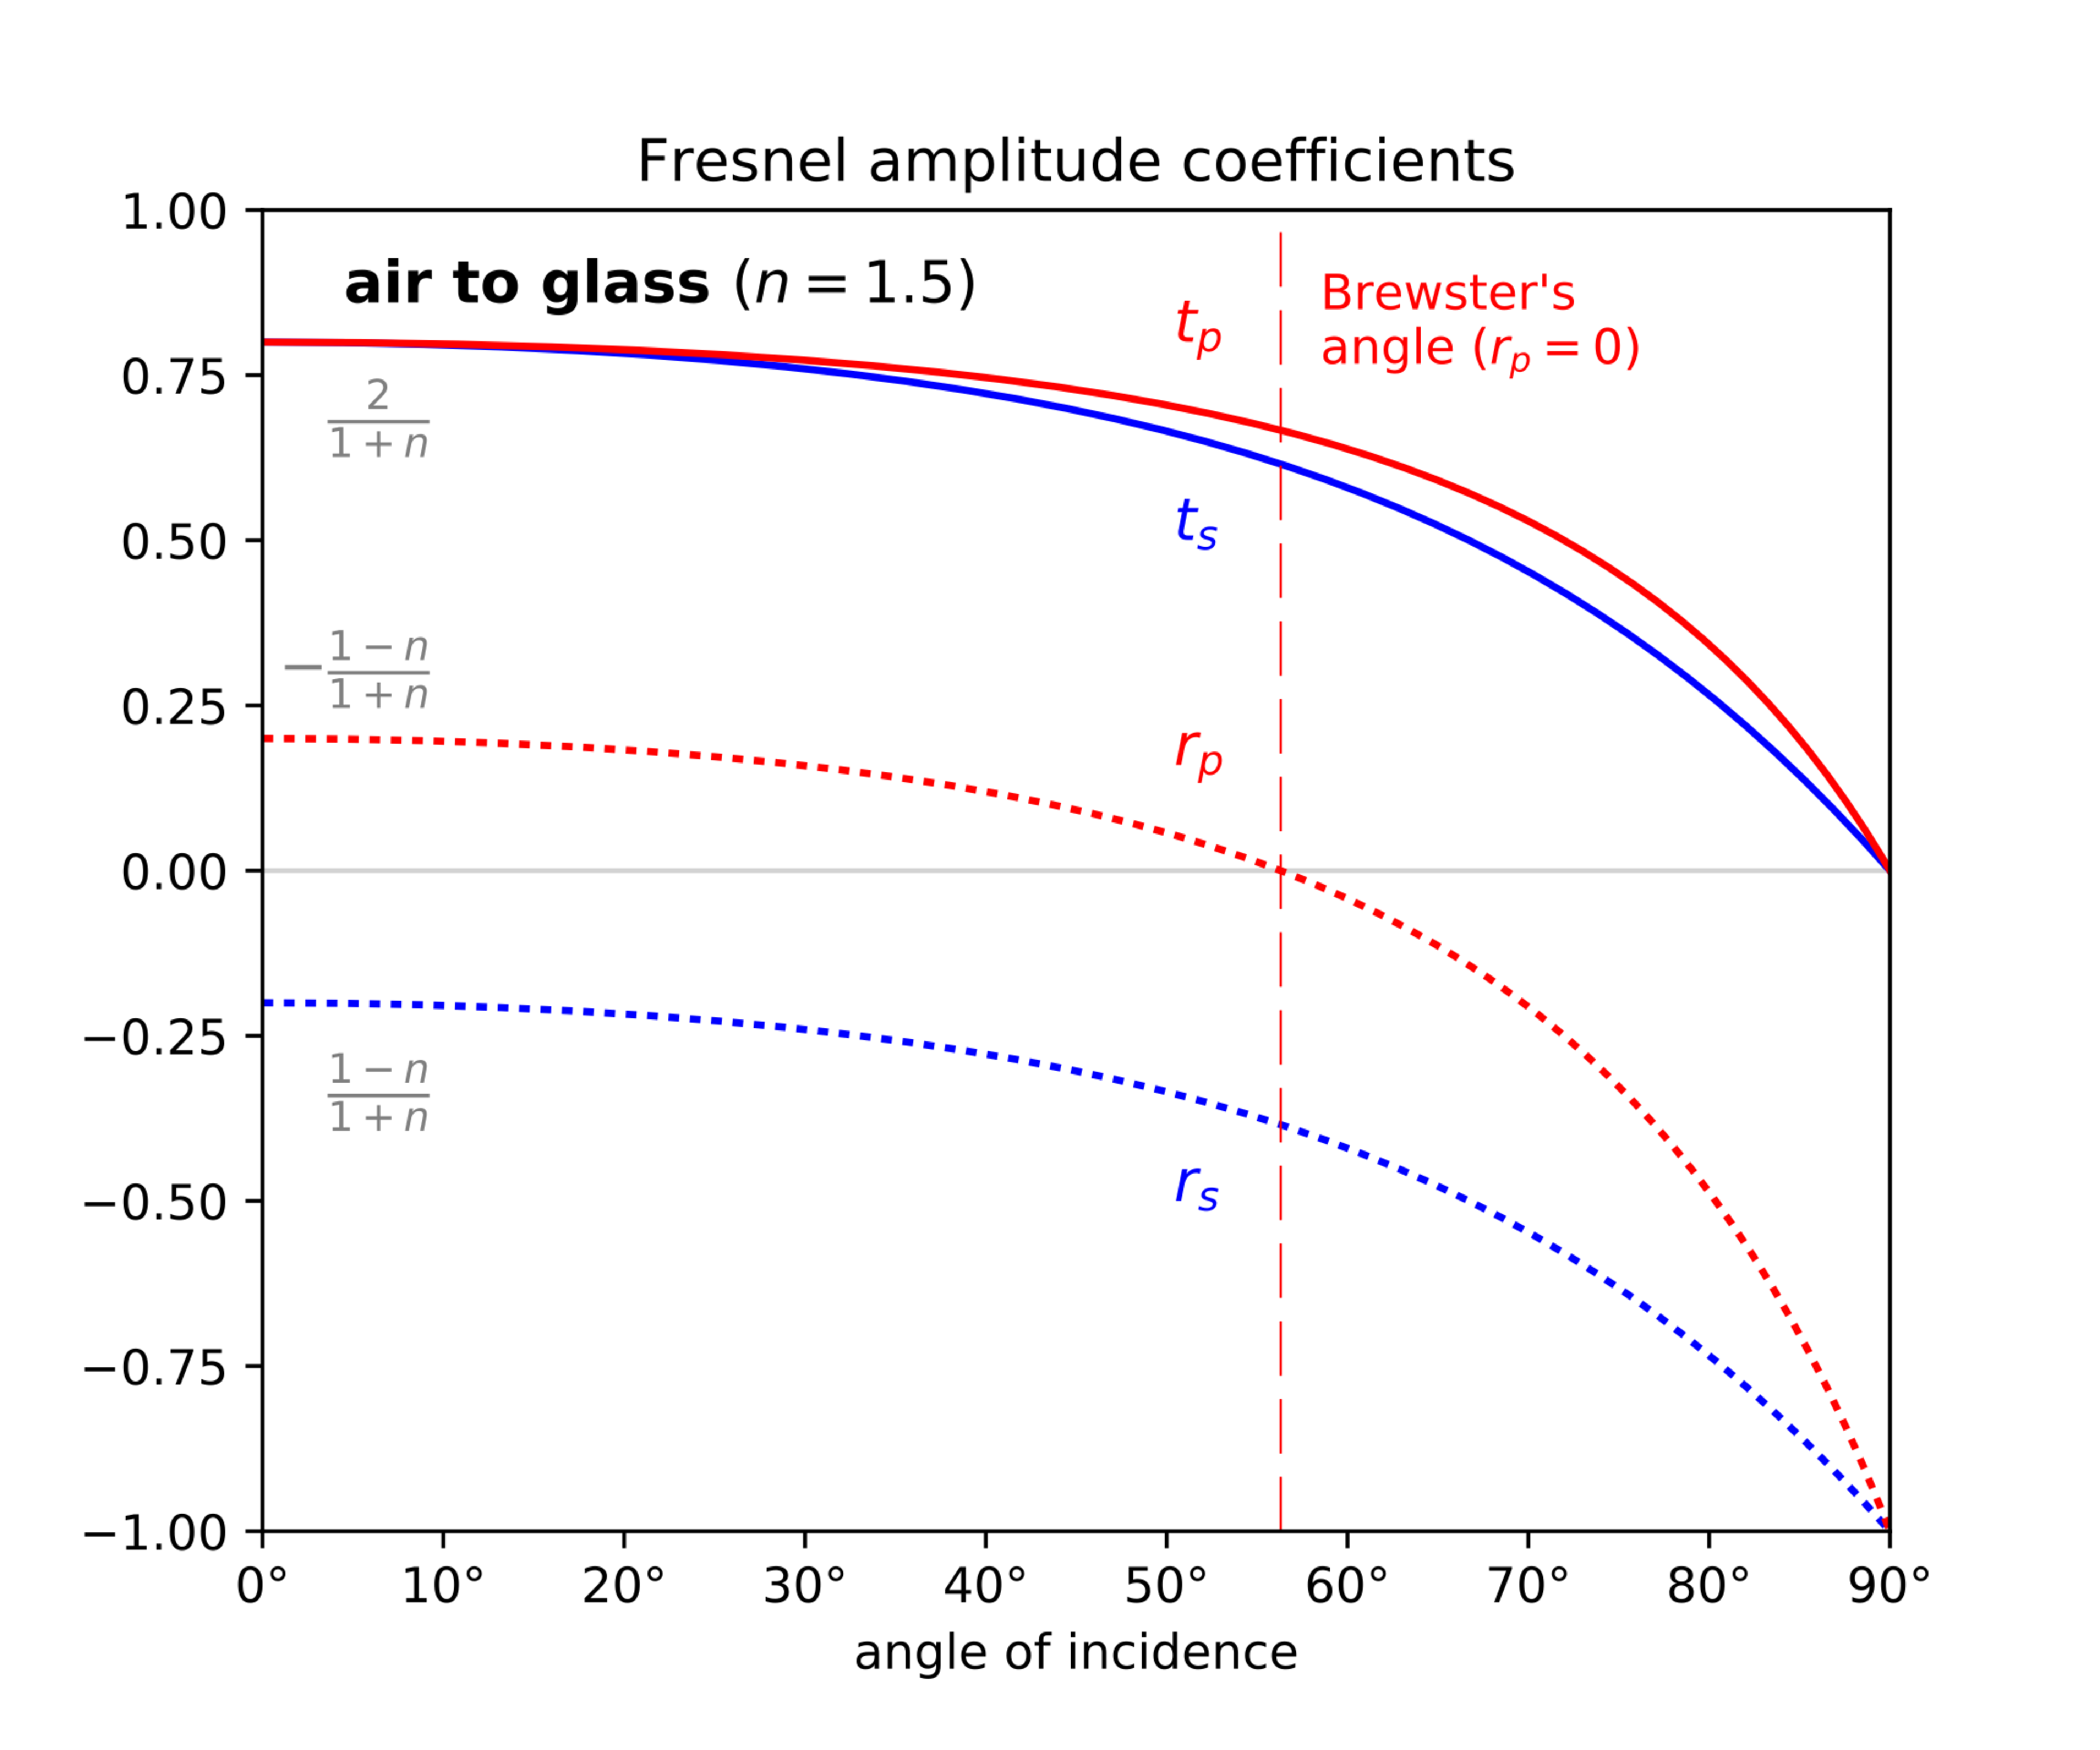 Fresnel amplitude coefficients
1.00
air to glass (n = 1.5)
t_p
Brewster's
angle (r_p = 0)
0.75
2
1 + n
0.50
t_s
−
1 − n
1 + n
0.25
r_p
0.00
−0.25
1 − n
1 + n
−0.50
r_s
−0.75
−1.00
0° 10° 20° 30° 40° 50° 60° 70° 80° 90°
angle of incidence